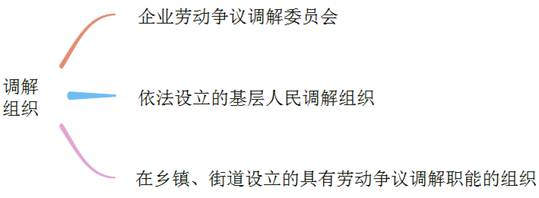 企业劳动争议调解委员会
调解
组织
依法设立的基层人民调解组织
在乡镇、街道设立的具有劳动争议调解职能的组织